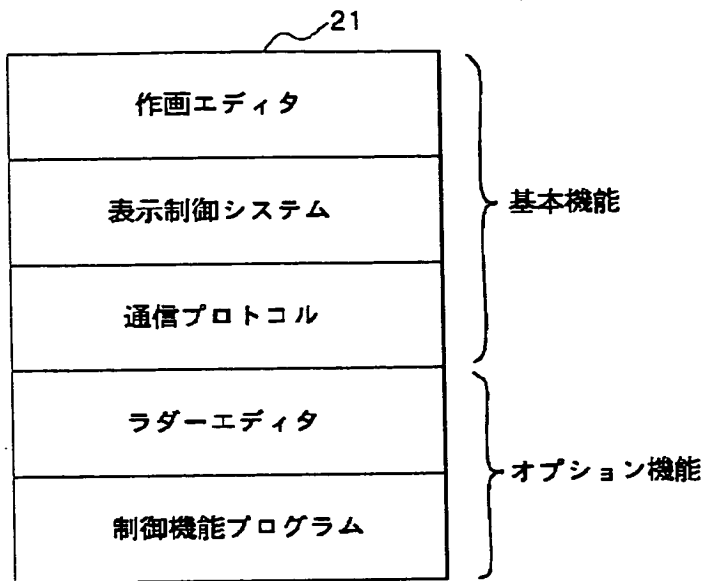 21
作画エディタ
表示制御システム
通信プロトコル
基本機能
ラダーエディタ
制御機能プログラム
オプション機能